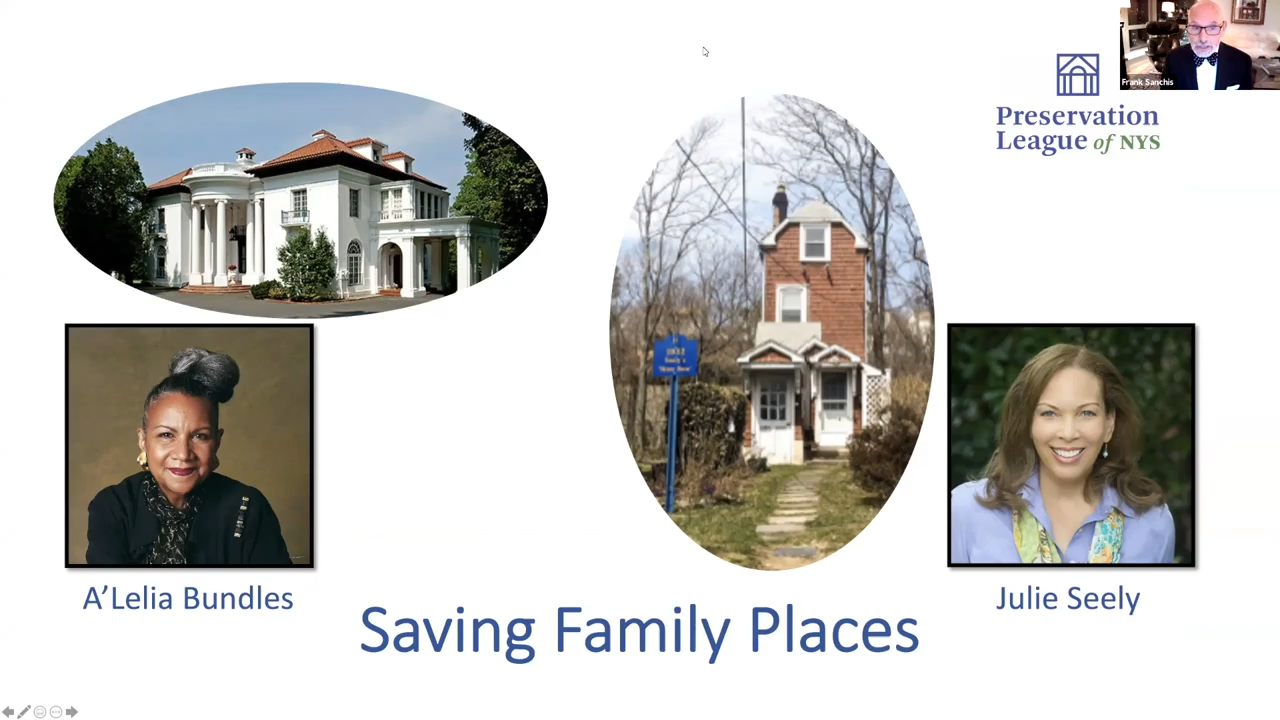 Frank Sanchis
Preservation
League of NYS
A'Lelia Bundles
Julie Seely
Saving Family Places